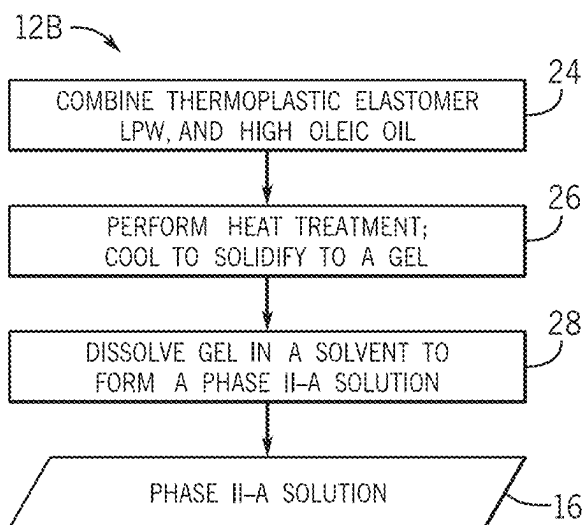 12B
24
COMBINE THERMOPLASTIC ELASTOMER
LPW, AND HIGH OLEIC OIL
26
PERFORM HEAT TREATMENT;
COOL TO SOLIDIFY TO A GEL
28
DISSOLVE GEL IN A SOLVENT TO
FORM A PHASE II-A SOLUTION
PHASE II-A SOLUTION
16